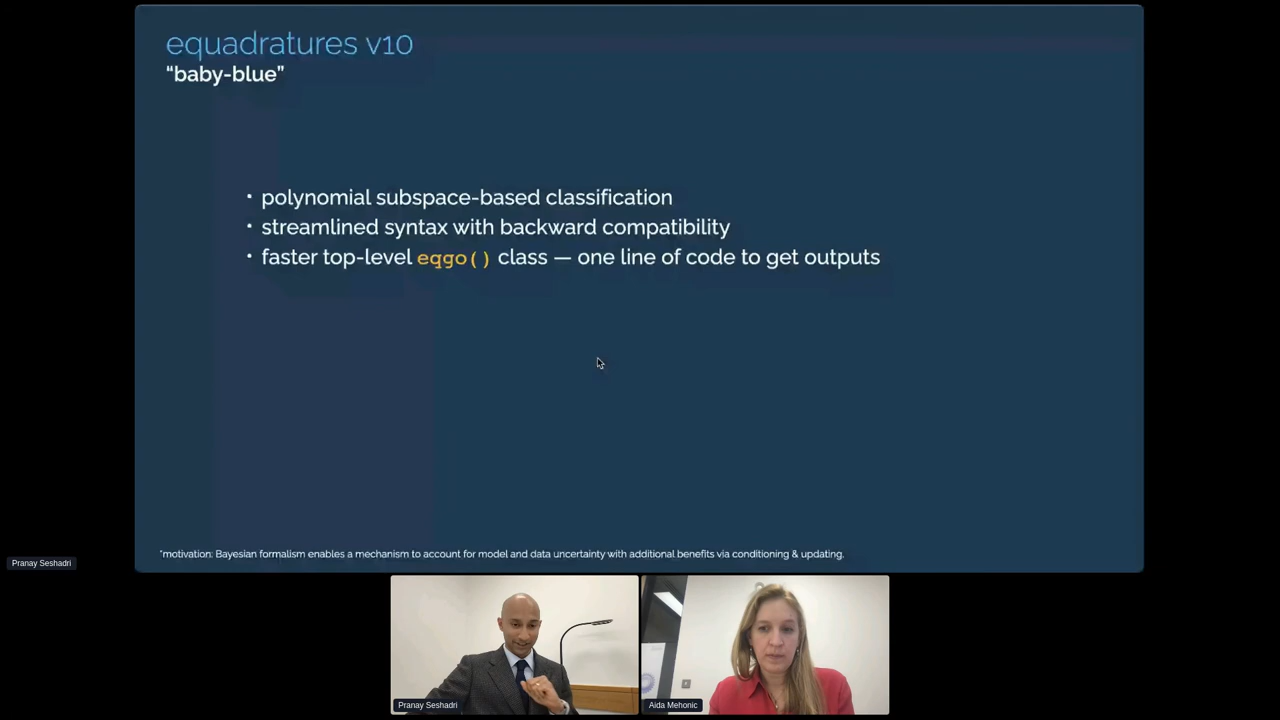 equadratures v10
“baby-blue”
• polynomial subspace-based classification
• streamlined syntax with backward compatibility
• faster top-level eqgo() class — one line of code to get outputs
*motivation: Bayesian formalism enables a mechanism to account for model and data uncertainty with additional benefits via conditioning & updating.
Pranay Seshadri
Pranay Seshadri
Aida Mehonic